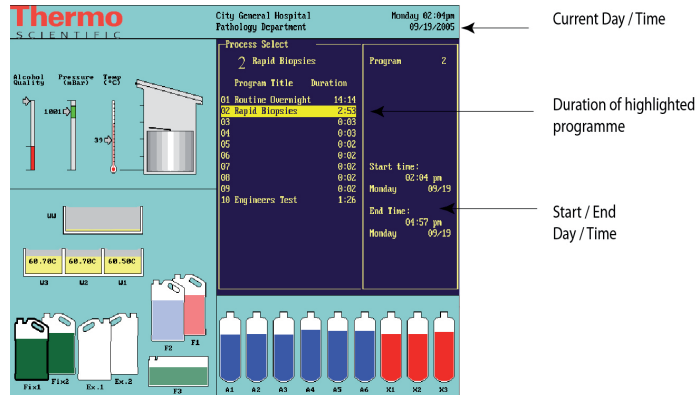 Thermo
SCIENTIFIC
City General Hospital
Pathology Department
Monday 02:04pm
09/19/2005
Current Day / Time
Process Select
2 Rapid Biopsies
Program Title Duration
01 Routine Overnight 14:14
02 Rapid Biopsies 2:53
03 0:03
04 0:03
05 0:02
06 0:02
07 0:02
08 0:02
09 0:02
10 Engineers Test 1:26
Program 2
Start time:
02:04 pm
Monday 09/19
End Time:
04:57 pm
Monday 09/19
Duration of highlighted
programme
Start / End
Day / Time
Alcohol
Quality
Pressure
(mBar)
Temp
(°C)
1001
39
WW
60.70C 60.70C 60.50C
W3 W2 W1
F2 F1
Fix1 Fix2 Ex.1 Ex.2
F3
A1 A2 A3 A4 A5 A6 X1 X2 X3